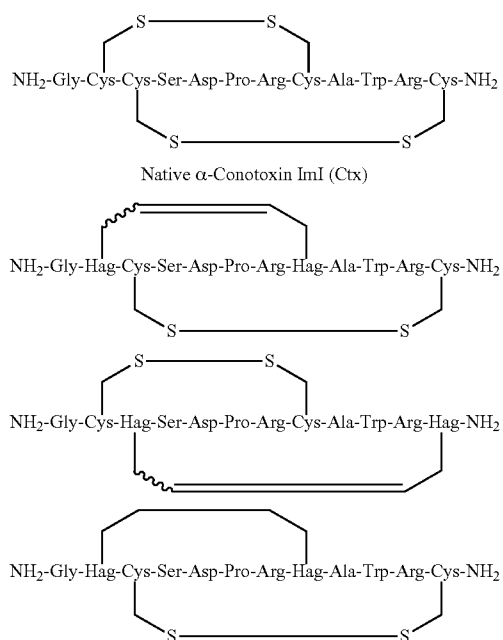 S S
NH2-Gly-Cys-Cys-Ser-Asp-Pro-Arg-Cys-Ala-Trp-Arg-Cys-NH2
S S
Native α-Conotoxin ImI (Ctx)
NH2-Gly-Hag-Cys-Ser-Asp-Pro-Arg-Hag-Ala-Trp-Arg-Cys-NH2
S S
S S
NH2-Gly-Cys-Hag-Ser-Asp-Pro-Arg-Cys-Ala-Trp-Arg-Hag-NH2
NH2-Gly-Hag-Cys-Ser-Asp-Pro-Arg-Hag-Ala-Trp-Arg-Cys-NH2
S S